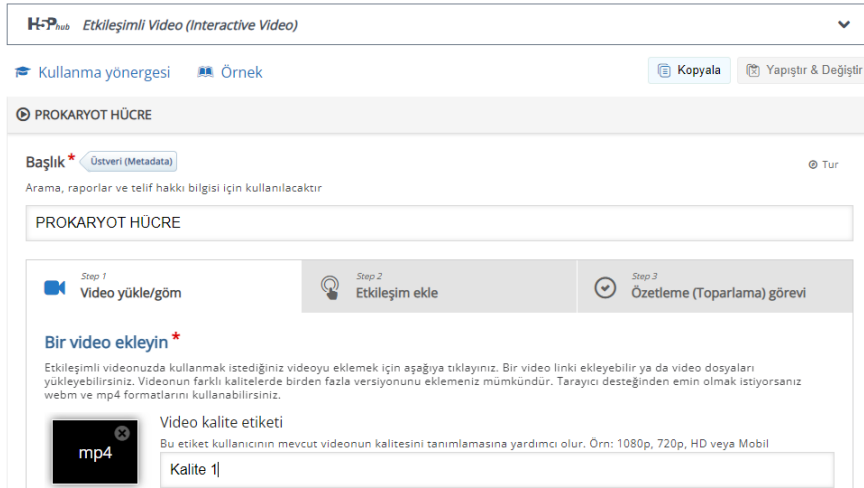 H5Phub Etkileşimli Video (Interactive Video)
Kullanma yönergesi Örnek Kopyala Yapıştır & Değiştir
PROKARYOT HÜCRE
Başlık * Üstveri (Metadata) Tur
Arama, raporlar ve telif hakkı bilgisi için kullanılacaktır
PROKARYOT HÜCRE
Step 1 Step 2 Step 3
Video yükle/göm Etkileşim ekle Özetleme (Toparlama) görevi
Bir video ekleyin *
Etkileşimli videonuzda kullanmak istediğiniz videoyu eklemek için aşağıya tıklayınız. Bir video linki ekleyebilir ya da video dosyaları
yükleyebilirsiniz. Videonun farklı kalitelerde birden fazla versiyonunu eklemeniz mümkündür. Tarayıcı desteğinden emin olmak istiyorsanız
webm ve mp4 formatlarını kullanabilirsiniz.
Video kalite etiketi
Bu etiket kullanıcının mevcut videonun kalitesini tanımlamasına yardımcı olur. Örn: 1080p, 720p, HD veya Mobil
mp4
Kalite 1